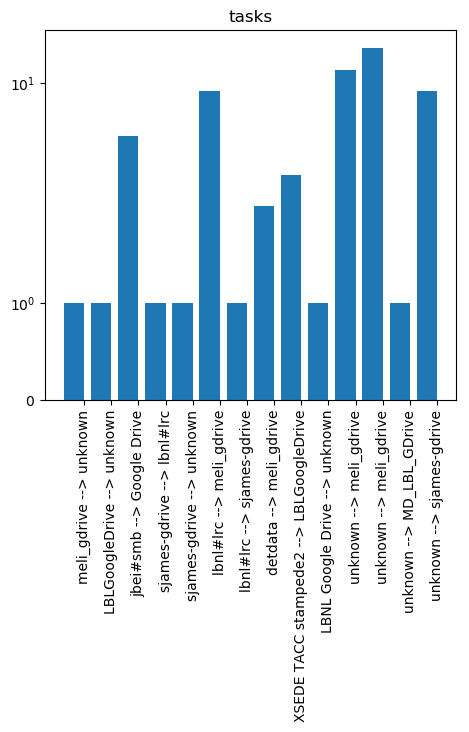 tasks
10¹
10⁰
0
meli_gdrive --> unknown
LBLGoogleDrive --> unknown
jbei#smb --> Google Drive
sjames-gdrive --> lbnl#lrc
sjames-gdrive --> unknown
lbnl#lrc --> meli_gdrive
lbnl#lrc --> sjames-gdrive
detdata --> meli_gdrive
XSEDE TACC stampede2 --> LBLGoogleDrive
LBNL Google Drive --> unknown
unknown --> meli_gdrive
unknown --> meli_gdrive
unknown --> MD_LBL_GDrive
unknown --> sjames-gdrive